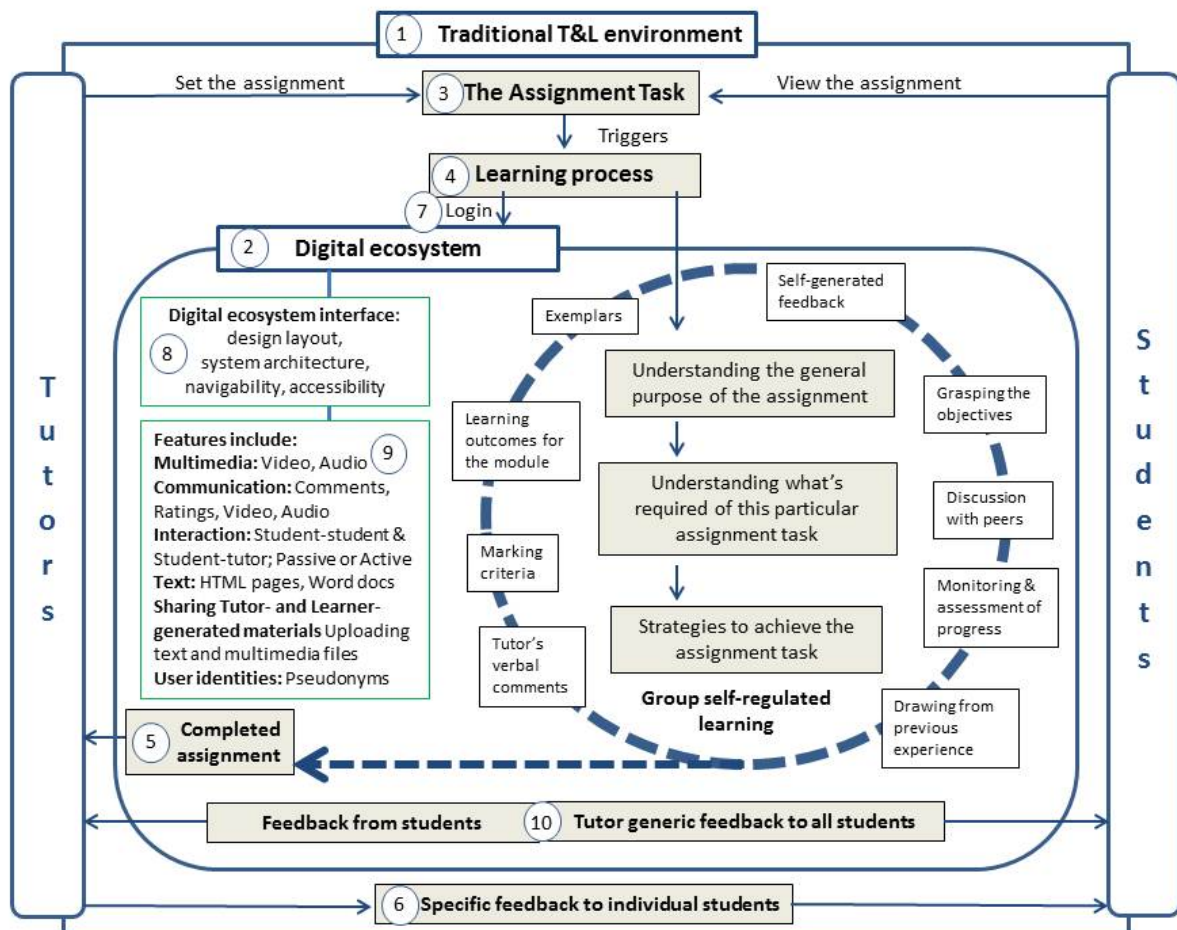 1 Traditional T&L environment
Set the assignment
3 The Assignment Task
View the assignment
Triggers
4 Learning process
7 Login
2 Digital ecosystem
Tutors
Students
Digital ecosystem interface:
design layout,
8 system architecture,
navigability, accessibility
Features include:
9
Multimedia: Video, Audio
Communication: Comments,
Ratings, Video, Audio
Interaction: Student-student &
Student-tutor; Passive or Active
Text: HTML pages, Word docs
Sharing Tutor- and Learner-
generated materials Uploading
text and multimedia files
User identities: Pseudonyms
Exemplars
Learning
outcomes for
the module
Marking
criteria
Tutor's
verbal
comments
Understanding the general
purpose of the assignment
Understanding what's
required of this particular
assignment task
Strategies to achieve the
assignment task
Group self-regulated
learning
Self-generated
feedback
Grasping the
objectives
Discussion
with peers
Monitoring &
assessment of
progress
Drawing from
previous
experience
5 Completed
assignment
Feedback from students
10 Tutor generic feedback to all students
6 Specific feedback to individual students